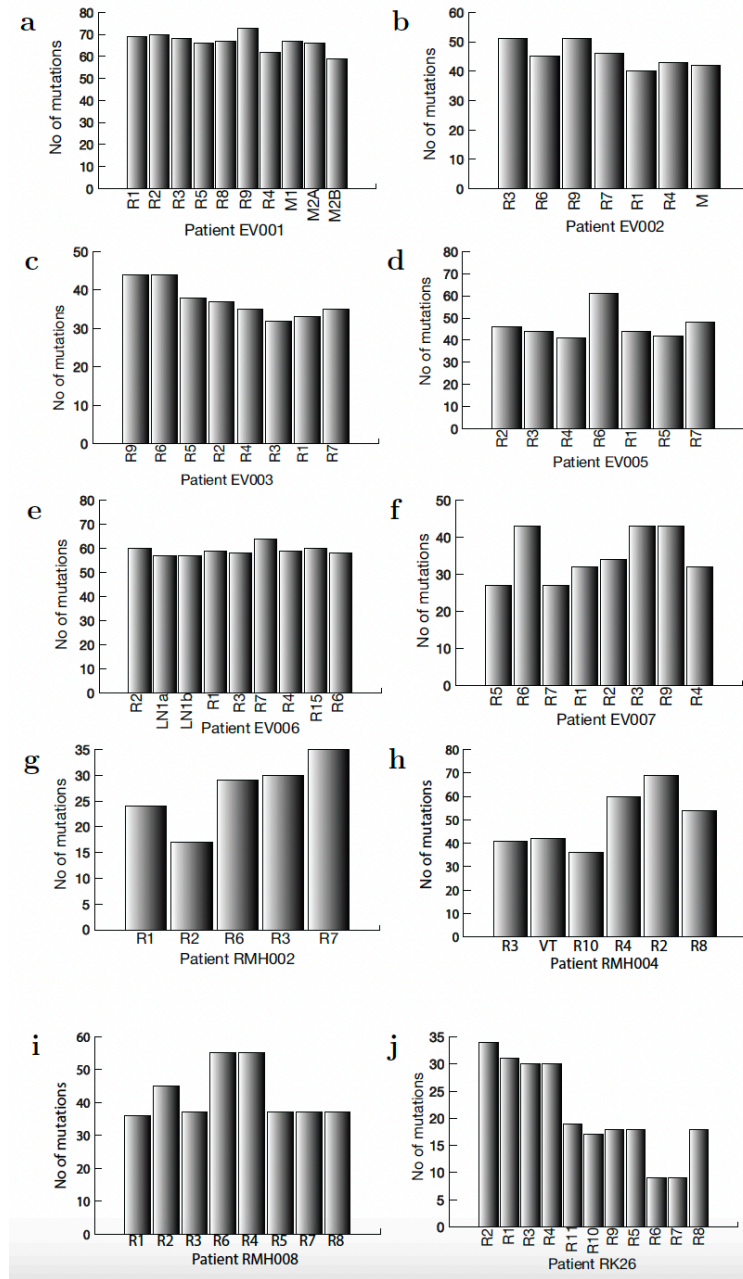 a
No of mutations
80
70
60
50
40
30
20
10
0
R1 R2 R3 R5 R8 R9 R4 M1 M2A M2B
Patient EV001
b
No of mutations
60
50
40
30
20
10
0
R3 R6 R9 R7 R1 R4 M
Patient EV002
c
No of mutations
50
40
30
20
10
0
R9 R6 R5 R2 R4 R3 R1 R7
Patient EV003
d
No of mutations
80
70
60
50
40
30
20
10
0
R2 R3 R4 R6 R1 R5 R7
Patient EV005
e
No of mutations
80
70
60
50
40
30
20
10
0
R2 LN1a LN1b R1 R3 R7 R4 R15 R6
Patient EV006
f
No of mutations
50
40
30
20
10
0
R5 R6 R7 R1 R2 R3 R9 R4
Patient EV007
g
No of mutations
35
30
25
20
15
10
5
0
R1 R2 R6 R3 R7
Patient RMH002
h
No of mutations
80
70
60
50
40
30
20
10
0
R3 VT R10 R4 R2 R8
Patient RMH004
i
No of mutations
60
50
40
30
20
10
0
R1 R2 R3 R6 R4 R5 R7 R8
Patient RMH008
j
No of mutations
35
30
25
20
15
10
5
0
R2 R1 R3 R4 R11 R10 R9 R5 R6 R7 R8
Patient RK26